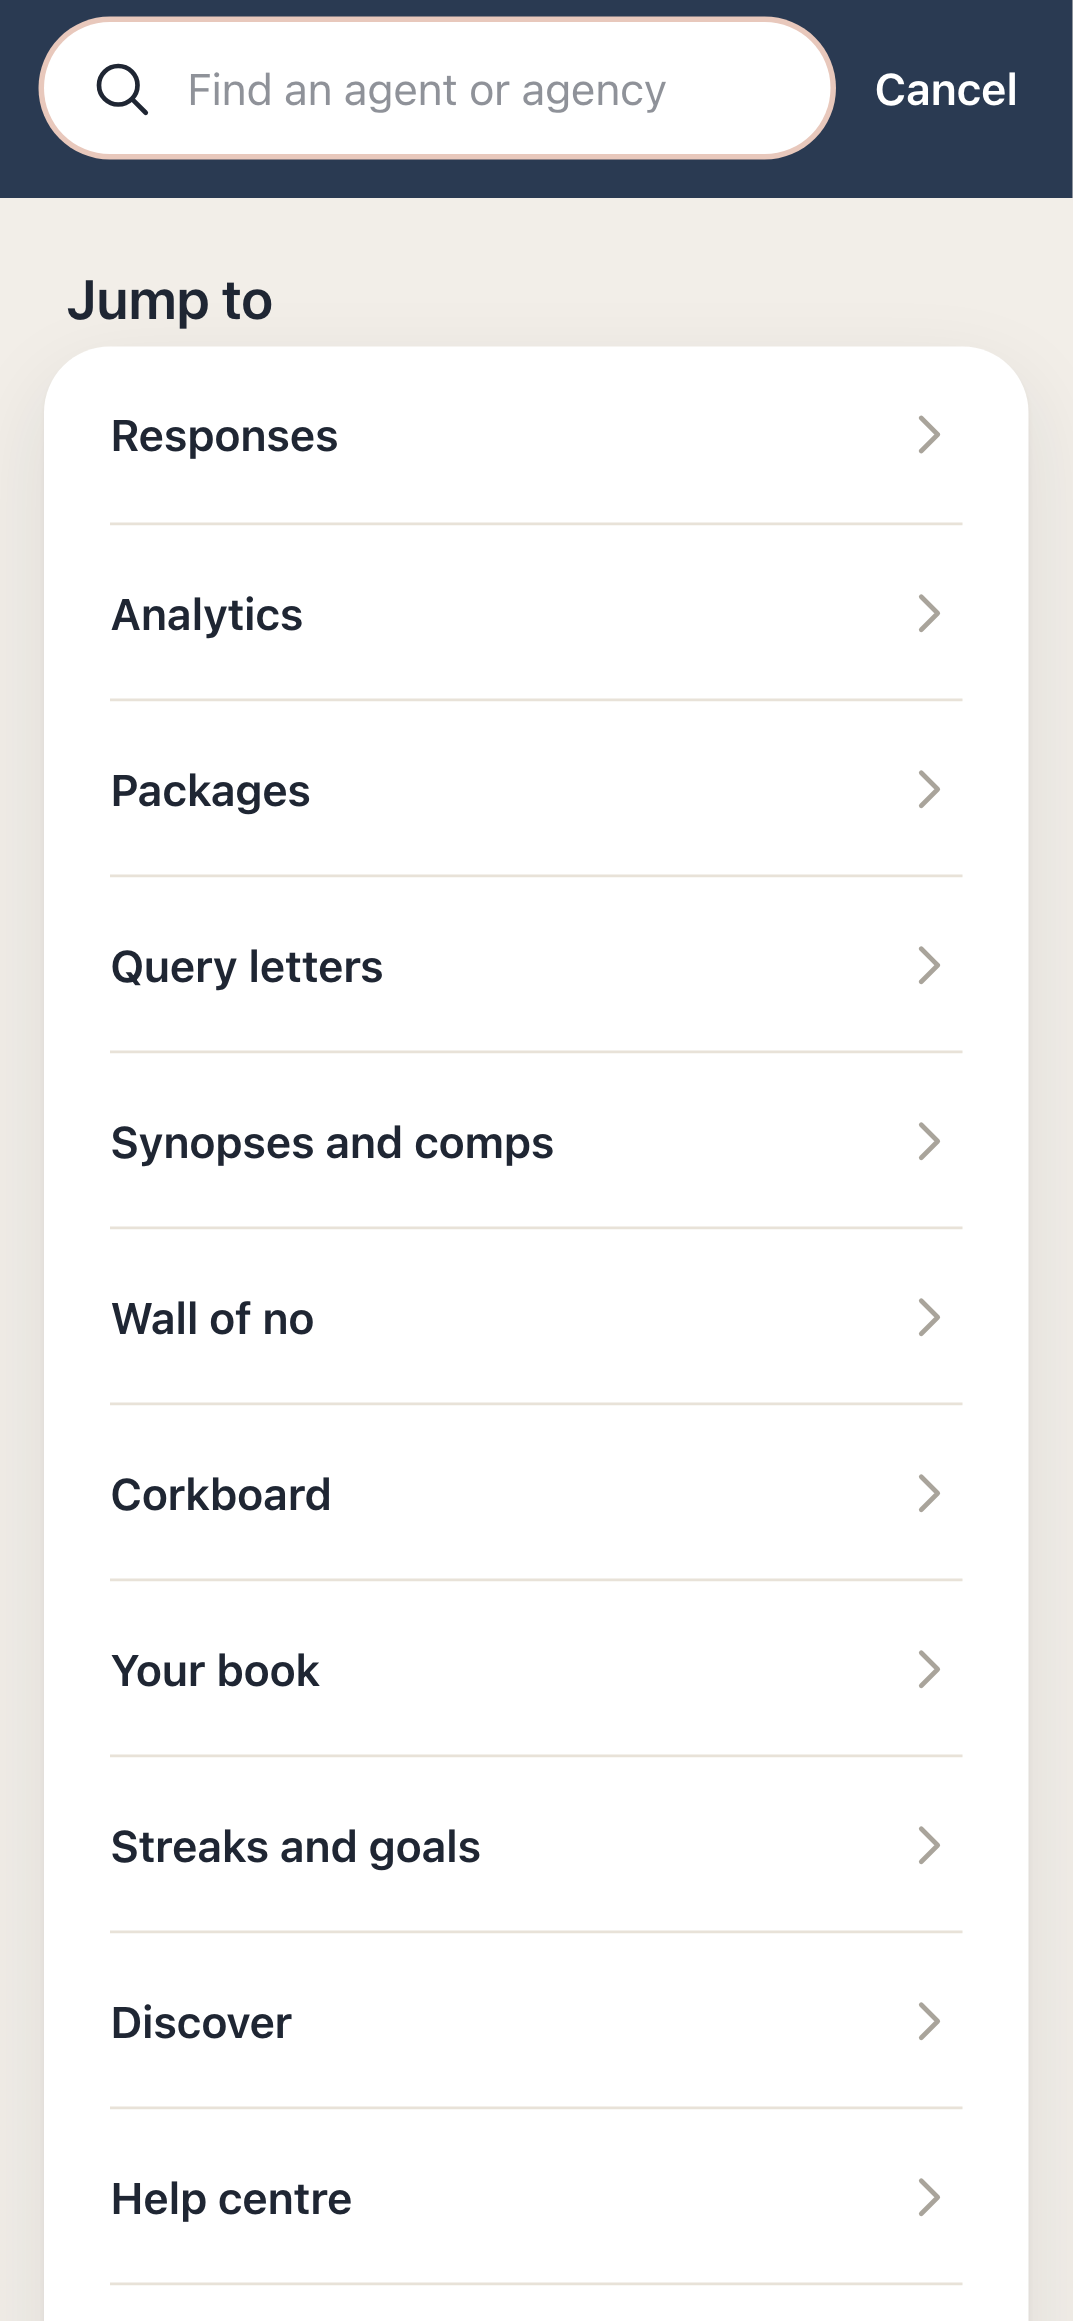 Find an agent or agency
Cancel
Jump to
Responses
Analytics
Packages
Query letters
Synopses and comps
Wall of no
Corkboard
Your book
Streaks and goals
Discover
Help centre